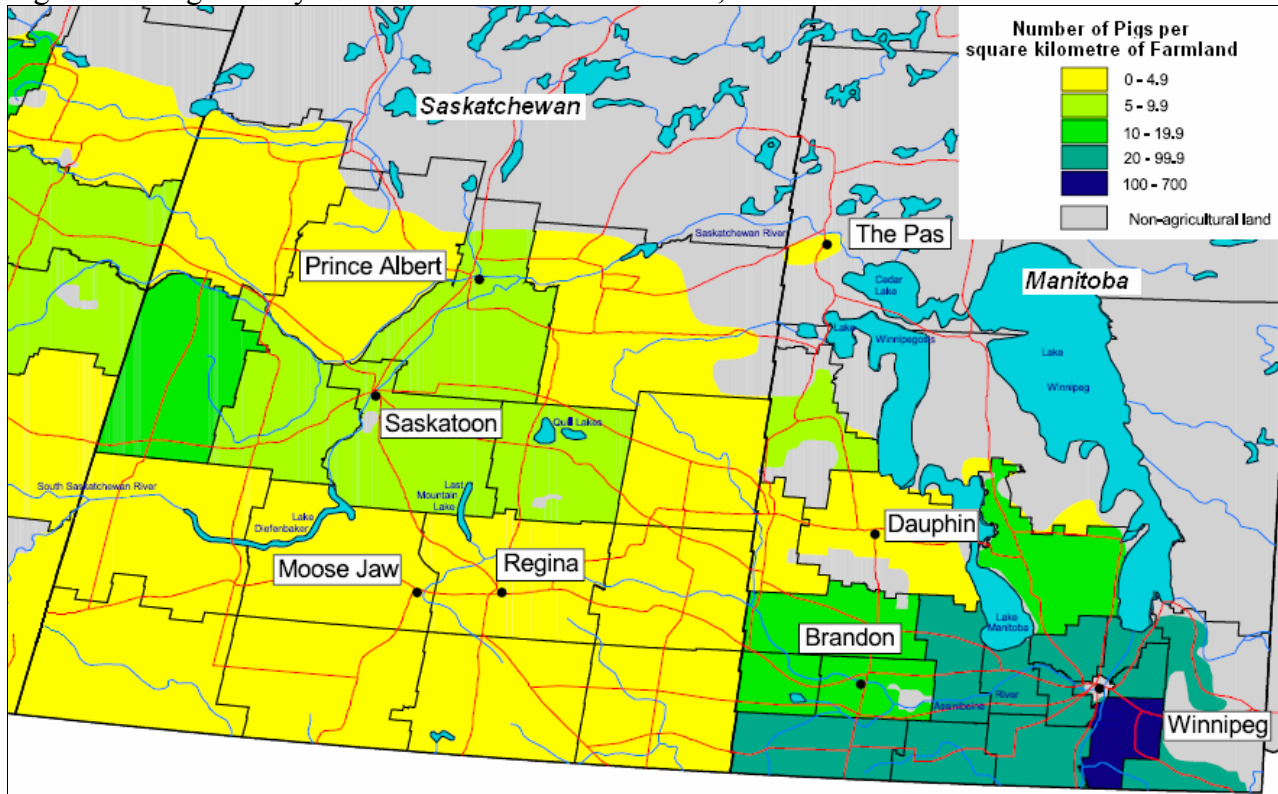 Number of Pigs per
square kilometre of Farmland
0 - 4.9
5 - 9.9
10 - 19.9
20 - 99.9
100 - 700
Non-agricultural land
Saskatchewan
Saskatchewan River
The Pas
Prince Albert
Cedar
Lake
Manitoba
Lake
Winnipegosis
Lake
Winnipeg
Saskatoon
Quill Lakes
South Saskatchewan River
Last
Mountain
Lake
Lake
Diefenbaker
Dauphin
Moose Jaw
Regina
Lake
Manitoba
Brandon
Assiniboine
River
Winnipeg